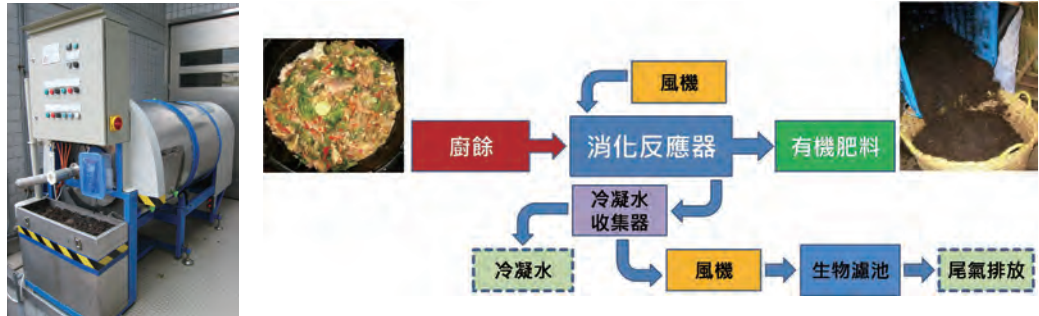 風機
廚餘
消化反應器
有機肥料
冷凝水
收集器
冷凝水
風機
生物濾池
尾氣排放